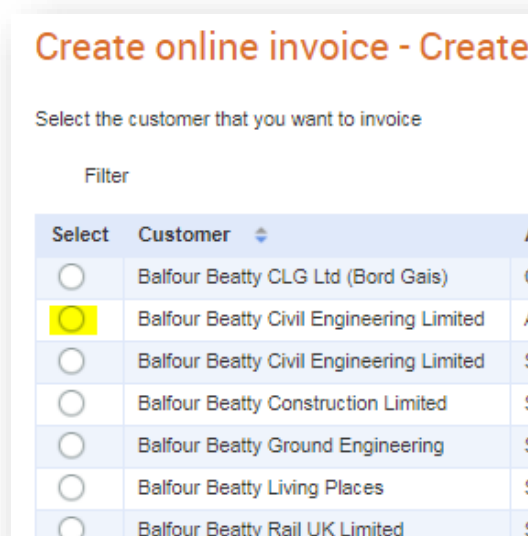 Create online invoice - Create
Select the customer that you want to invoice
Filter
Select Customer
Balfour Beatty CLG Ltd (Bord Gais)
Balfour Beatty Civil Engineering Limited
Balfour Beatty Civil Engineering Limited
Balfour Beatty Construction Limited
Balfour Beatty Ground Engineering
Balfour Beatty Living Places
Balfour Beatty Rail UK Limited